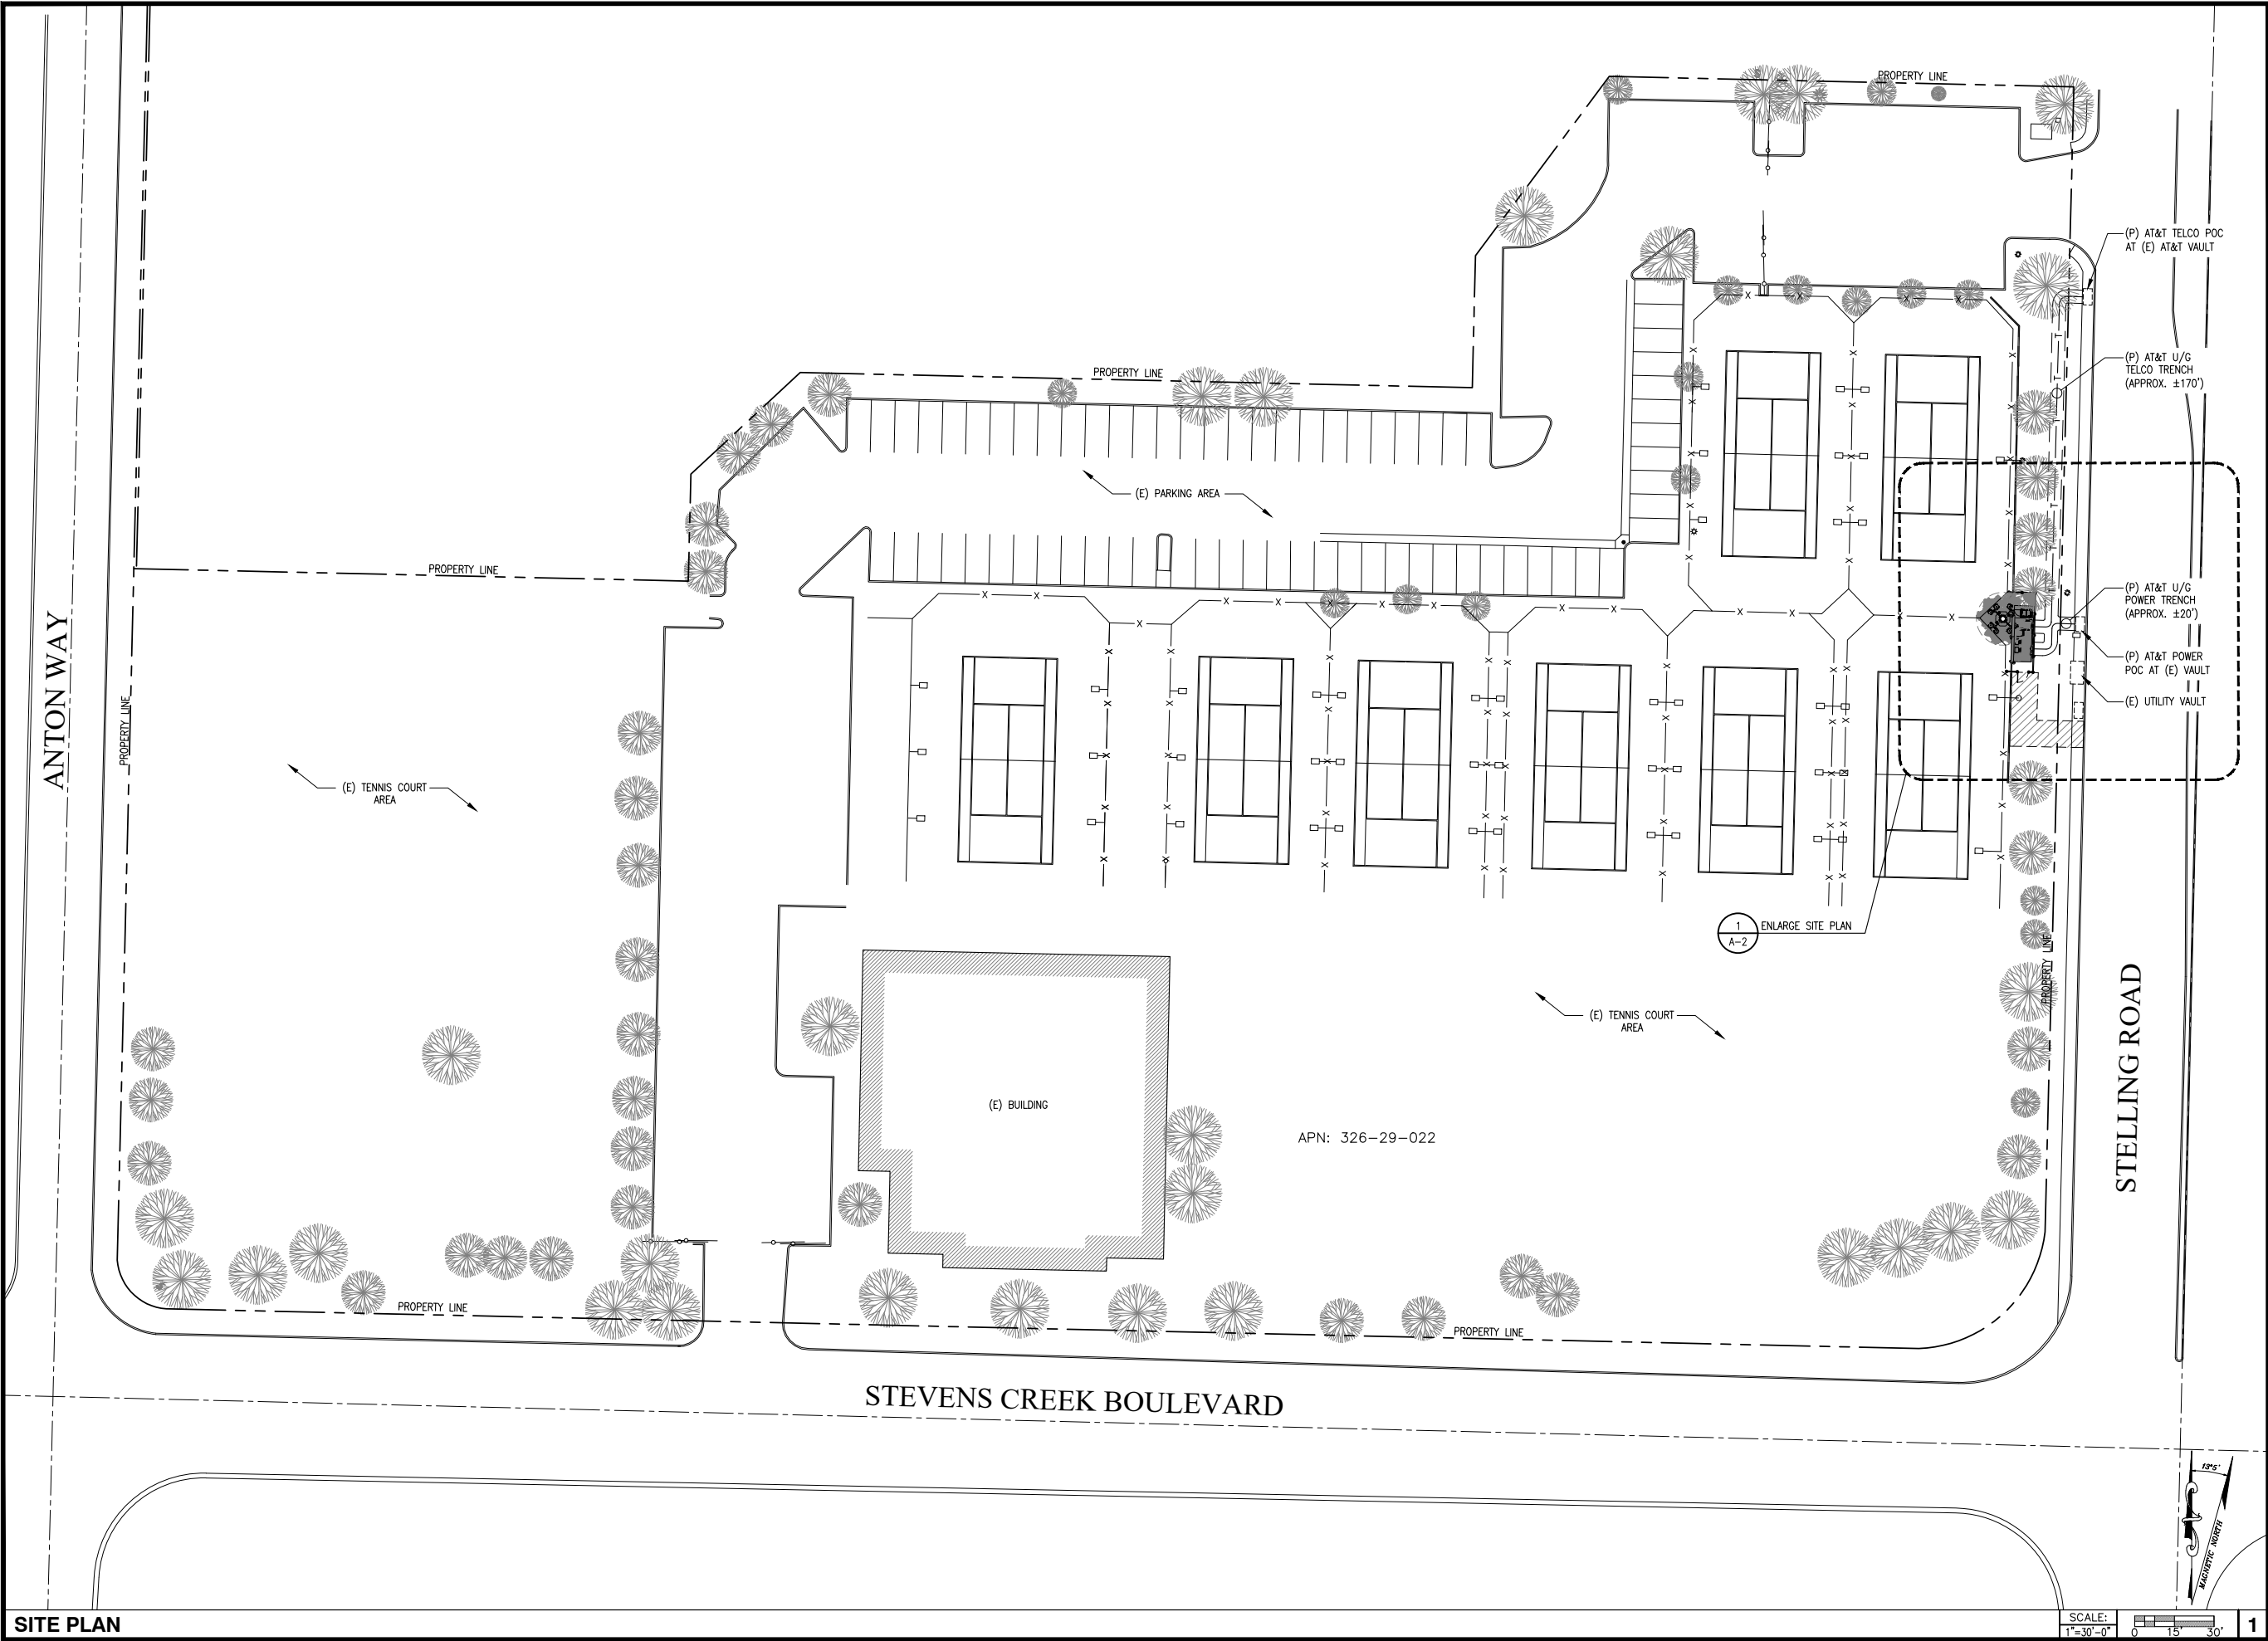 PROPERTY LINE
(P) AT&T TELCO POC
AT (E) AT&T VAULT
(P) AT&T U/G
TELCO TRENCH
(APPROX. ±170')
PROPERTY LINE
(E) PARKING AREA
PROPERTY LINE
(P) AT&T U/G
POWER TRENCH
(APPROX. ±20')
(P) AT&T POWER
POC AT (E) VAULT
(E) UTILITY VAULT
ANTON WAY
PROPERTY LINE
(E) TENNIS COURT
AREA
1
A-2
ENLARGE SITE PLAN
PROPERTY LINE
STELLING ROAD
(E) TENNIS COURT
AREA
(E) BUILDING
APN: 326-29-022
PROPERTY LINE
PROPERTY LINE
STEVENS CREEK BOULEVARD
13°5'
MAGNETIC NORTH
SITE PLAN
SCALE:
1"=30'-0"
0 15' 30'
1